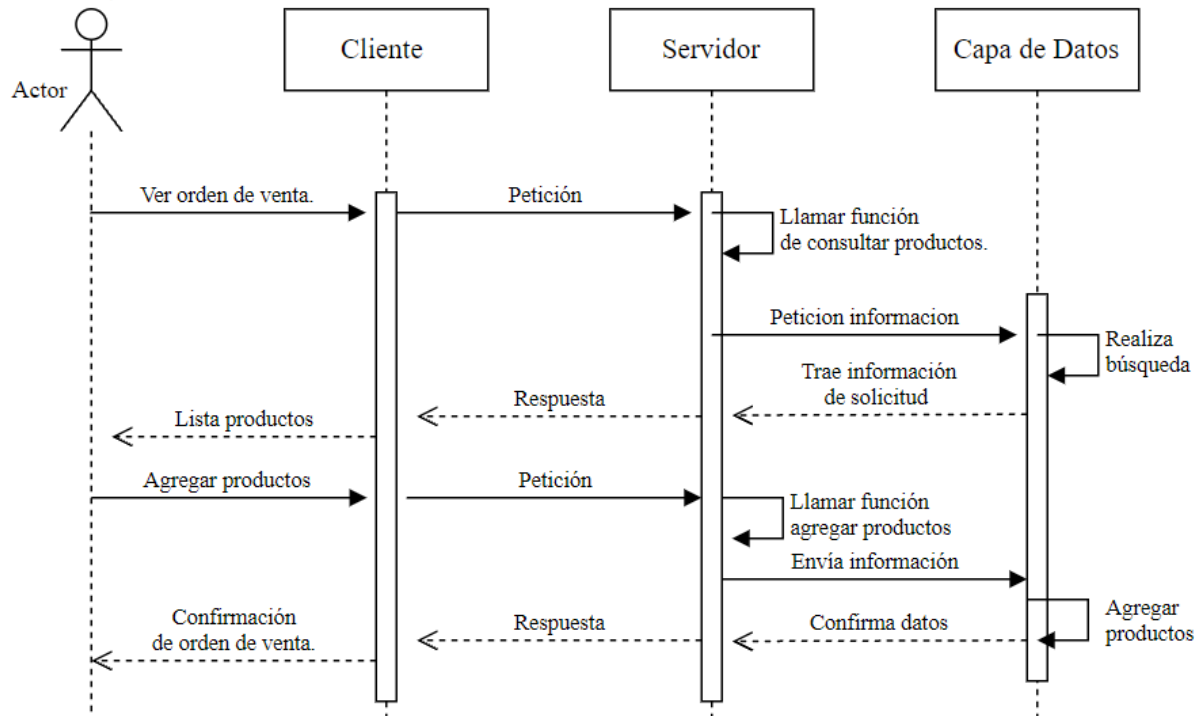 Actor
Cliente
Servidor
Capa de Datos
Ver orden de venta.
Petición
Llamar función
de consultar productos.
Peticion informacion
Realiza
búsqueda
Trae información
de solicitud
Respuesta
Lista productos
Agregar productos
Petición
Llamar función
agregar productos
Envía información
Agregar
productos
Confirma datos
Respuesta
Confirmación
de orden de venta.